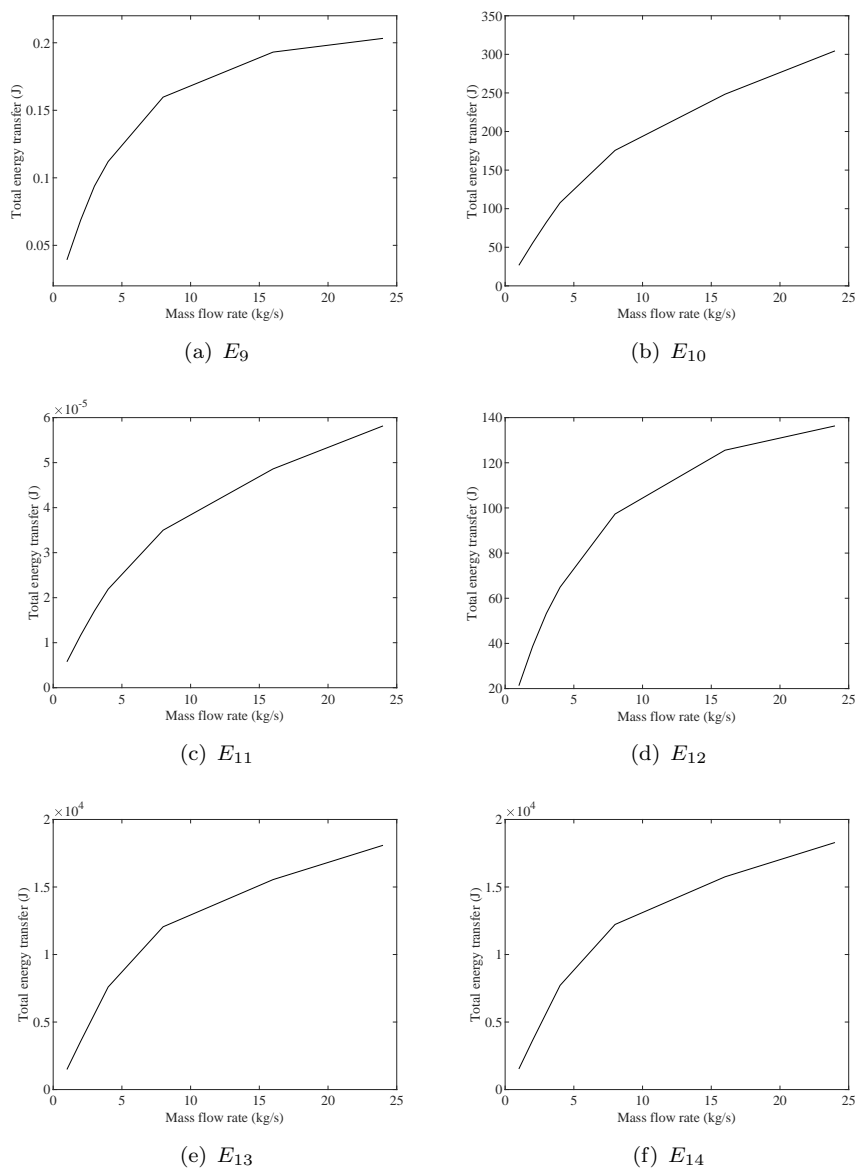 0.2
0.15
0.1
0.05
Total energy transfer (J)
0 5 10 15 20 25
Mass flow rate (kg/s)
(a) E9
350
300
250
200
150
100
50
0
Total energy transfer (J)
0 5 10 15 20 25
Mass flow rate (kg/s)
(b) E10
×10-5
6
5
4
3
2
1
0
Total energy transfer (J)
0 5 10 15 20 25
Mass flow rate (kg/s)
(c) E11
140
120
100
80
60
40
20
Total energy transfer (J)
0 5 10 15 20 25
Mass flow rate (kg/s)
(d) E12
×104
2
1.5
1
0.5
0
Total energy transfer (J)
0 5 10 15 20 25
Mass flow rate (kg/s)
(e) E13
×104
2
1.5
1
0.5
0
Total energy transfer (J)
0 5 10 15 20 25
Mass flow rate (kg/s)
(f) E14